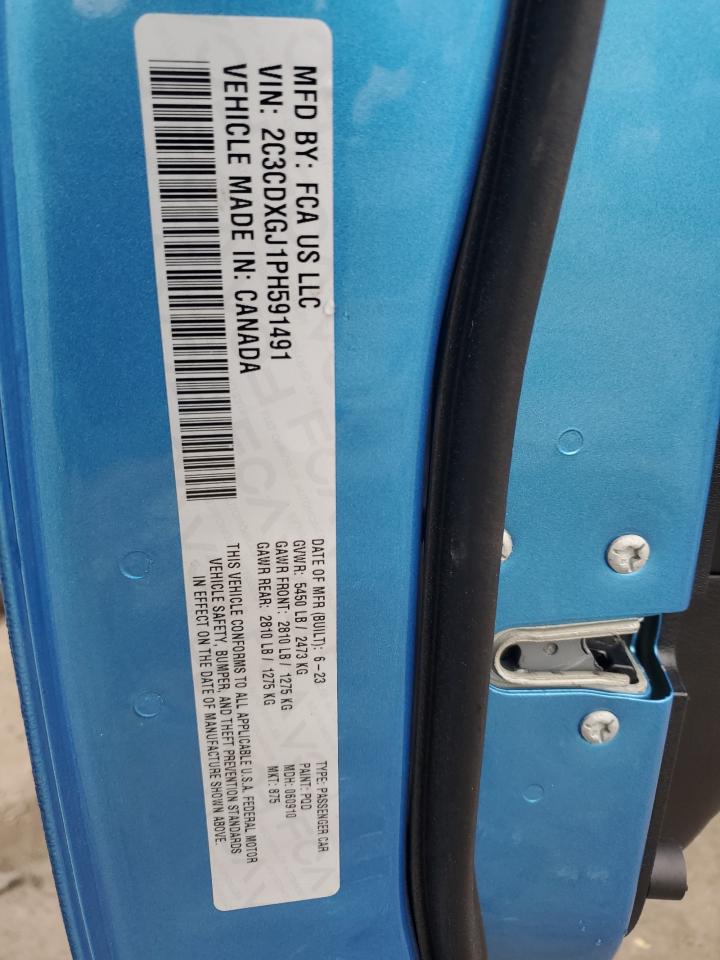 MFD BY: FCA US LLC
VIN: 2C3CDXGJ1PH591491
VEHICLE MADE IN: CANADA
DATE OF MFR (BUILT): 6-23
GVWR: 5450 LB / 2473 KG
GAWR FRONT: 2810 LB / 1275 KG
GAWR REAR: 2810 LB / 1275 KG
TYPE: PASSENGER CAR
PAINT: PQD
MDH: 060910
MKT: 875
THIS VEHICLE CONFORMS TO ALL APPLICABLE U.S.A. FEDERAL MOTOR
VEHICLE SAFETY, BUMPER, AND THEFT PREVENTION STANDARDS
IN EFFECT ON THE DATE OF MANUFACTURE SHOWN ABOVE.